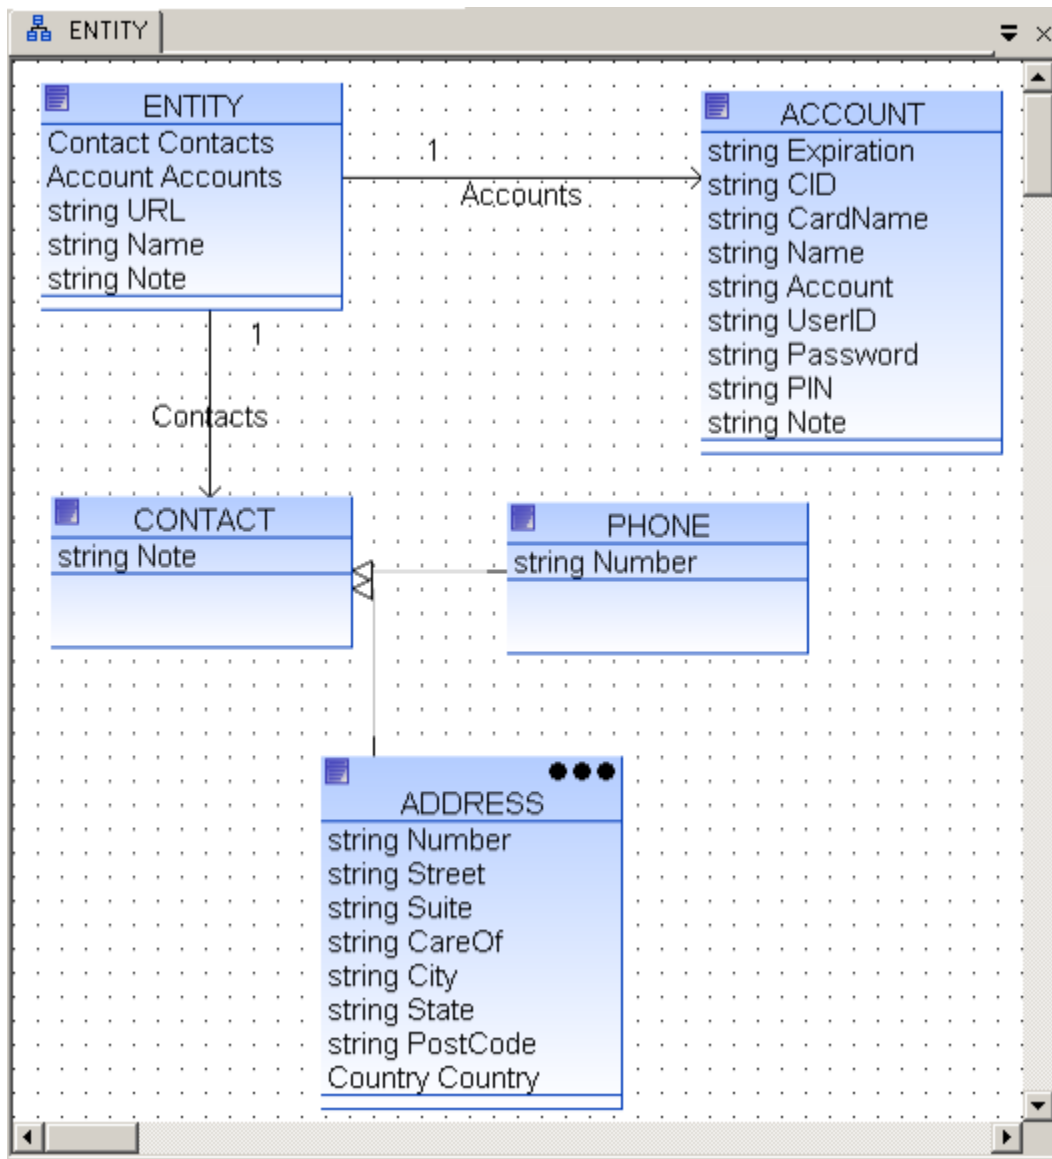 ENTITY
ENTITY
Contact Contacts
Account Accounts
string URL
string Name
string Note
1
Accounts
ACCOUNT
string Expiration
string CID
string CardName
string Name
string Account
string UserID
string Password
string PIN
string Note
1
Contacts
CONTACT
string Note
PHONE
string Number
ADDRESS
string Number
string Street
string Suite
string CareOf
string City
string State
string PostCode
Country Country